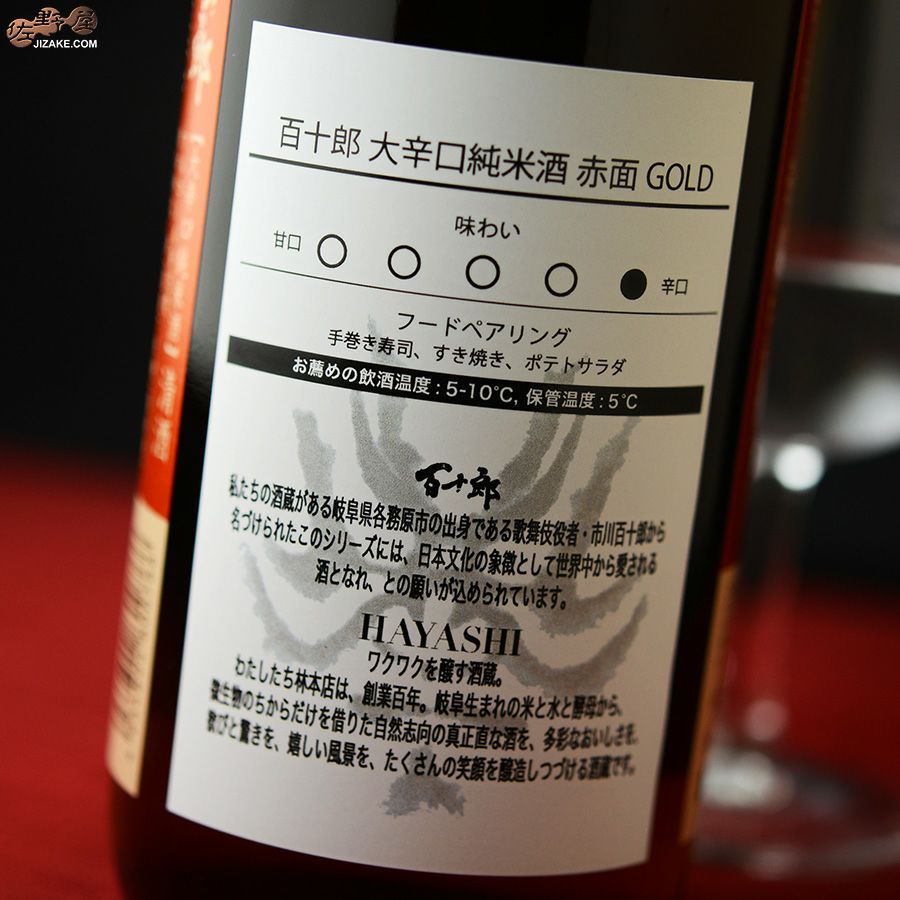 佐野屋
JIZAKE.COM
郎
百十郎 大辛口純米酒 赤面 GOLD
味わい
甘口 ○ ○ ○ ○ ● 辛口
フードペアリング
手巻き寿司、すき焼き、ポテトサラダ
お薦めの飲酒温度：5-10℃, 保管温度：5℃
百十郎
私たちの酒蔵がある岐阜県各務原市の出身である歌舞伎役者・市川百十郎から
名づけられたこのシリーズには、日本文化の象徴として世界中から愛される
酒となれ、との願いが込められています。
HAYASHI
ワクワクを醸す酒蔵。
わたしたち林本店は、創業百年。岐阜生まれの米と水と酵母から、
微生物のちからだけを借りた自然志向の真正直な酒を、多彩なおいしさを、
歓びと驚きを、嬉しい風景を、たくさんの笑顔を醸造しつづける酒蔵です。